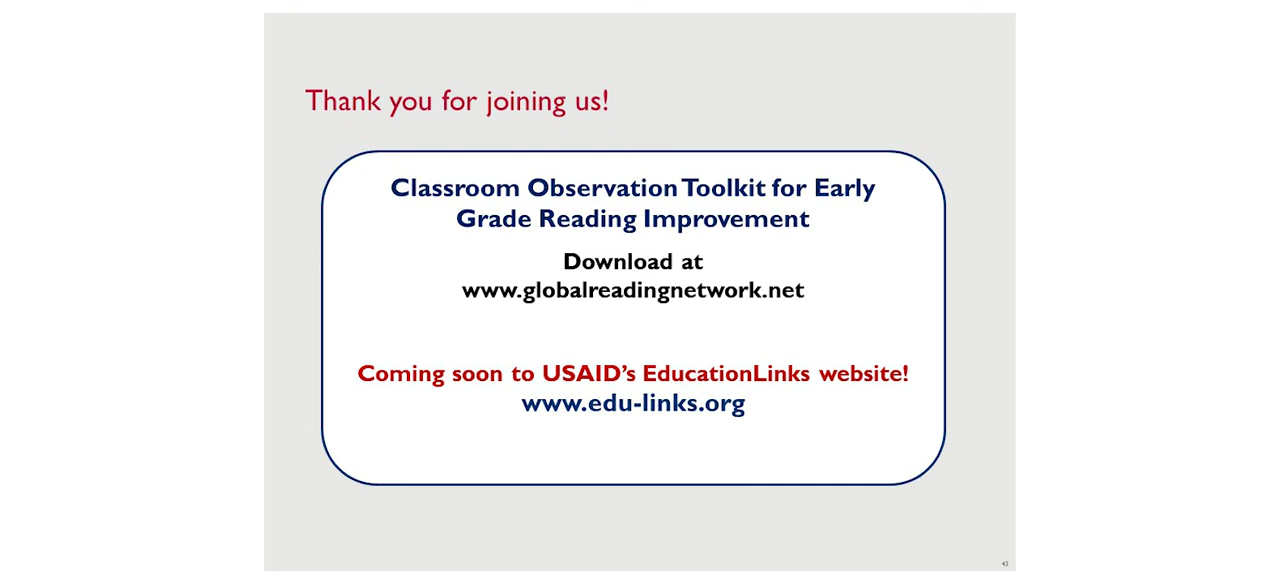 Thank you for joining us!
Classroom Observation Toolkit for Early
Grade Reading Improvement
Download at
www.globalreadingnetwork.net
Coming soon to USAID’s EducationLinks website!
www.edu-links.org